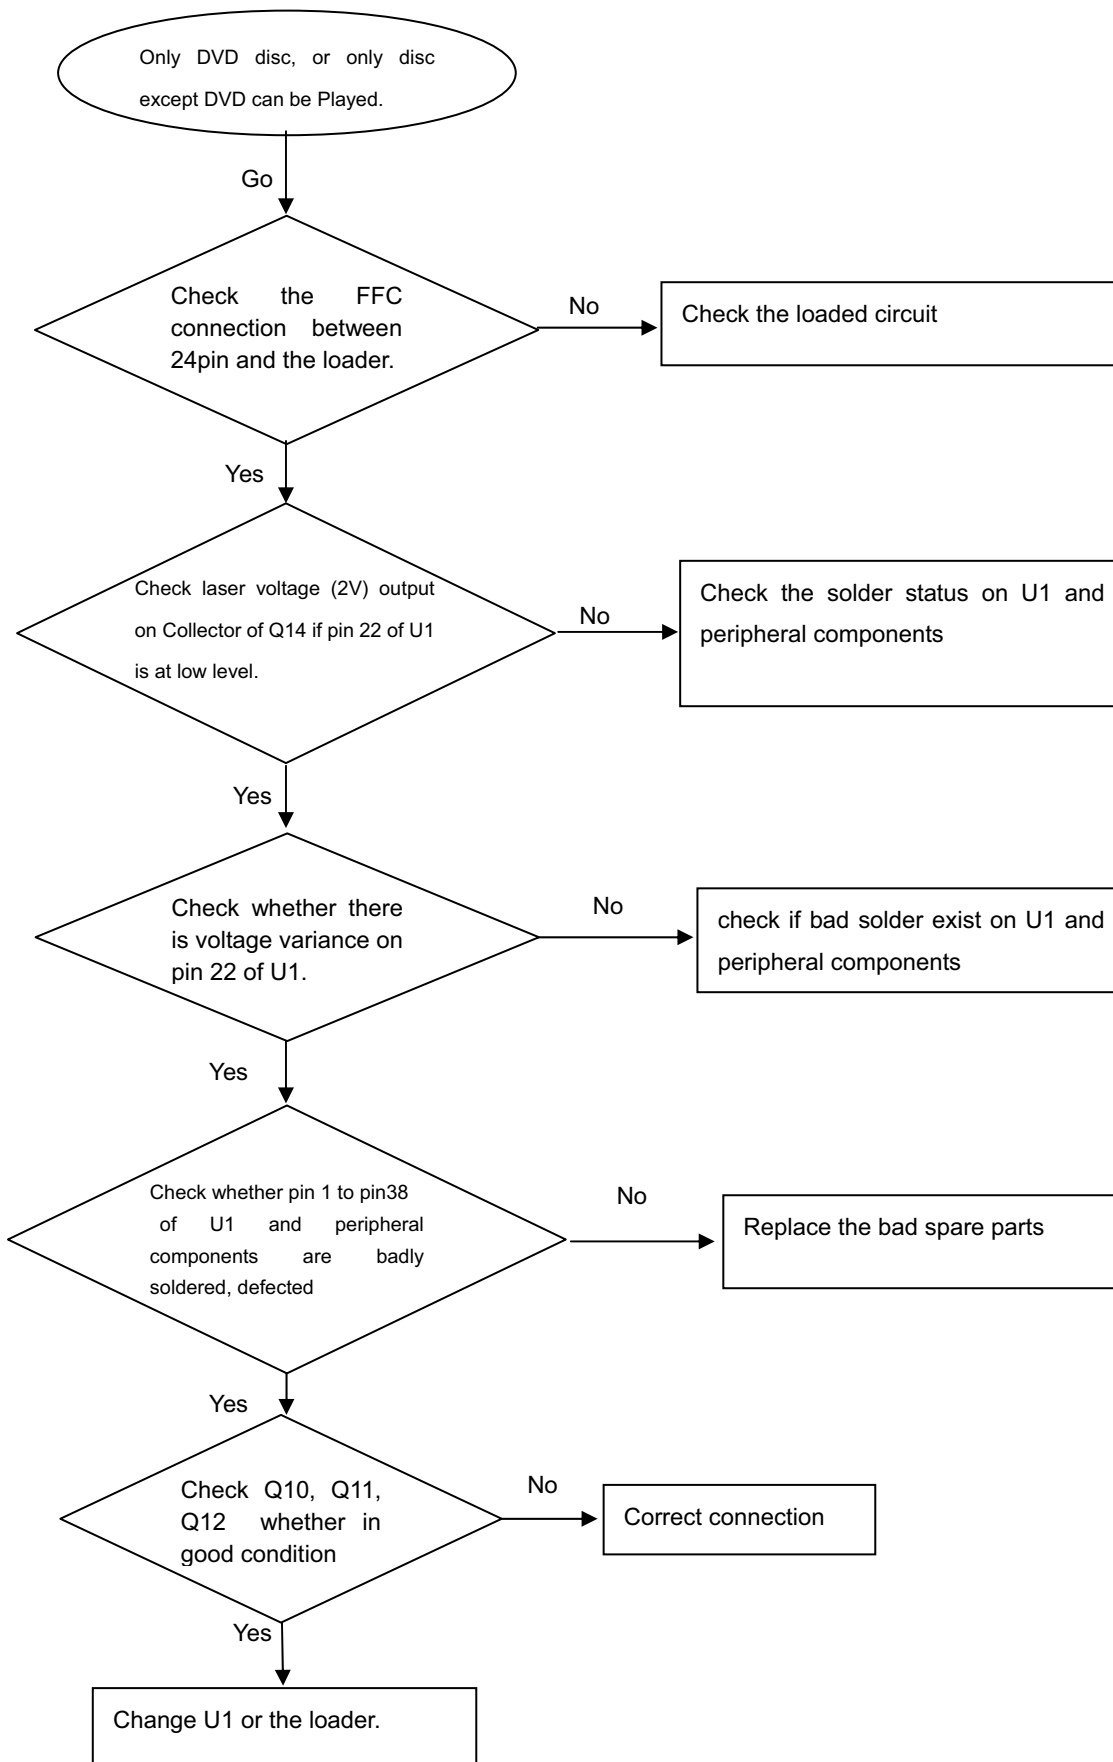 Only DVD disc, or only disc
except DVD can be Played.
Go
Check the FFC
connection between
24pin and the loader.
No
Check the loaded circuit
Yes
Check laser voltage (2V) output
on Collector of Q14 if pin 22 of U1
is at low level.
No
Check the solder status on U1 and
peripheral components
Yes
Check whether there
is voltage variance on
pin 22 of U1.
No
check if bad solder exist on U1 and
peripheral components
Yes
Check whether pin 1 to pin38
of U1 and peripheral
components are badly
soldered, defected
No
Replace the bad spare parts
Yes
Check Q10, Q11,
Q12 whether in
good condition
No
Correct connection
Yes
Change U1 or the loader.